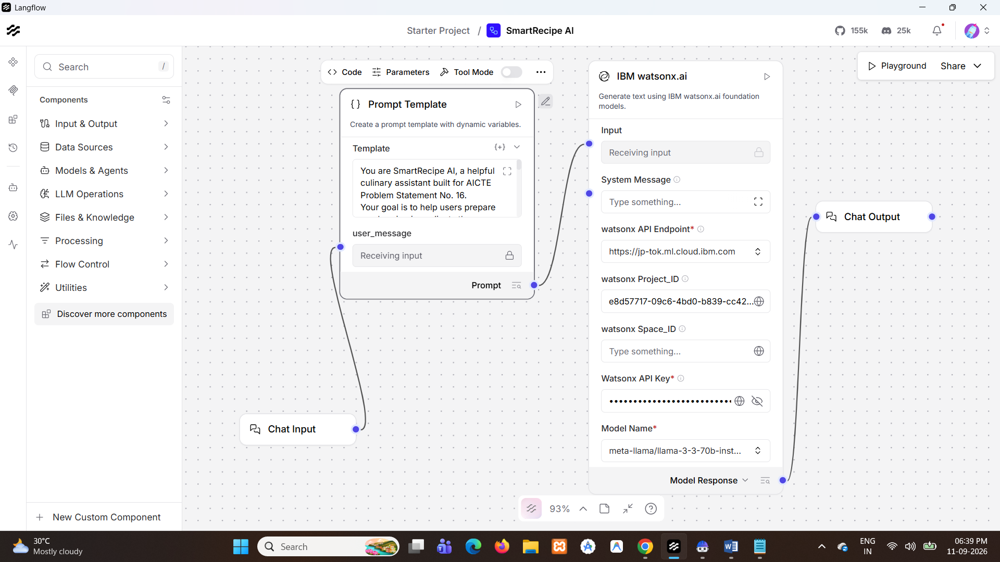 Langflow
Starter Project / SmartRecipe AI
155k
25k
Search /
Components
Input & Output
Data Sources
Models & Agents
LLM Operations
Files & Knowledge
Processing
Flow Control
Utilities
Discover more components
New Custom Component
Code
Parameters
Tool Mode
Prompt Template
Create a prompt template with dynamic variables.
Template
You are SmartRecipe AI, a helpful
culinary assistant built for AICTE
Problem Statement No. 16.
Your goal is to help users prepare
user_message
Receiving input
Prompt
Chat Input
IBM watsonx.ai
Generate text using IBM watsonx.ai foundation
models.
Input
Receiving input
System Message
Type something...
watsonx API Endpoint*
https://jp-tok.ml.cloud.ibm.com
watsonx Project_ID
e8d57717-09c6-4bd0-b839-cc42...
watsonx Space_ID
Type something...
Watsonx API Key*
Model Name*
meta-llama/llama-3-3-70b-inst...
Model Response
Playground
Share
Chat Output
93%
30°C
Mostly cloudy
Search
ENG
IN
06:39 PM
11-09-2026